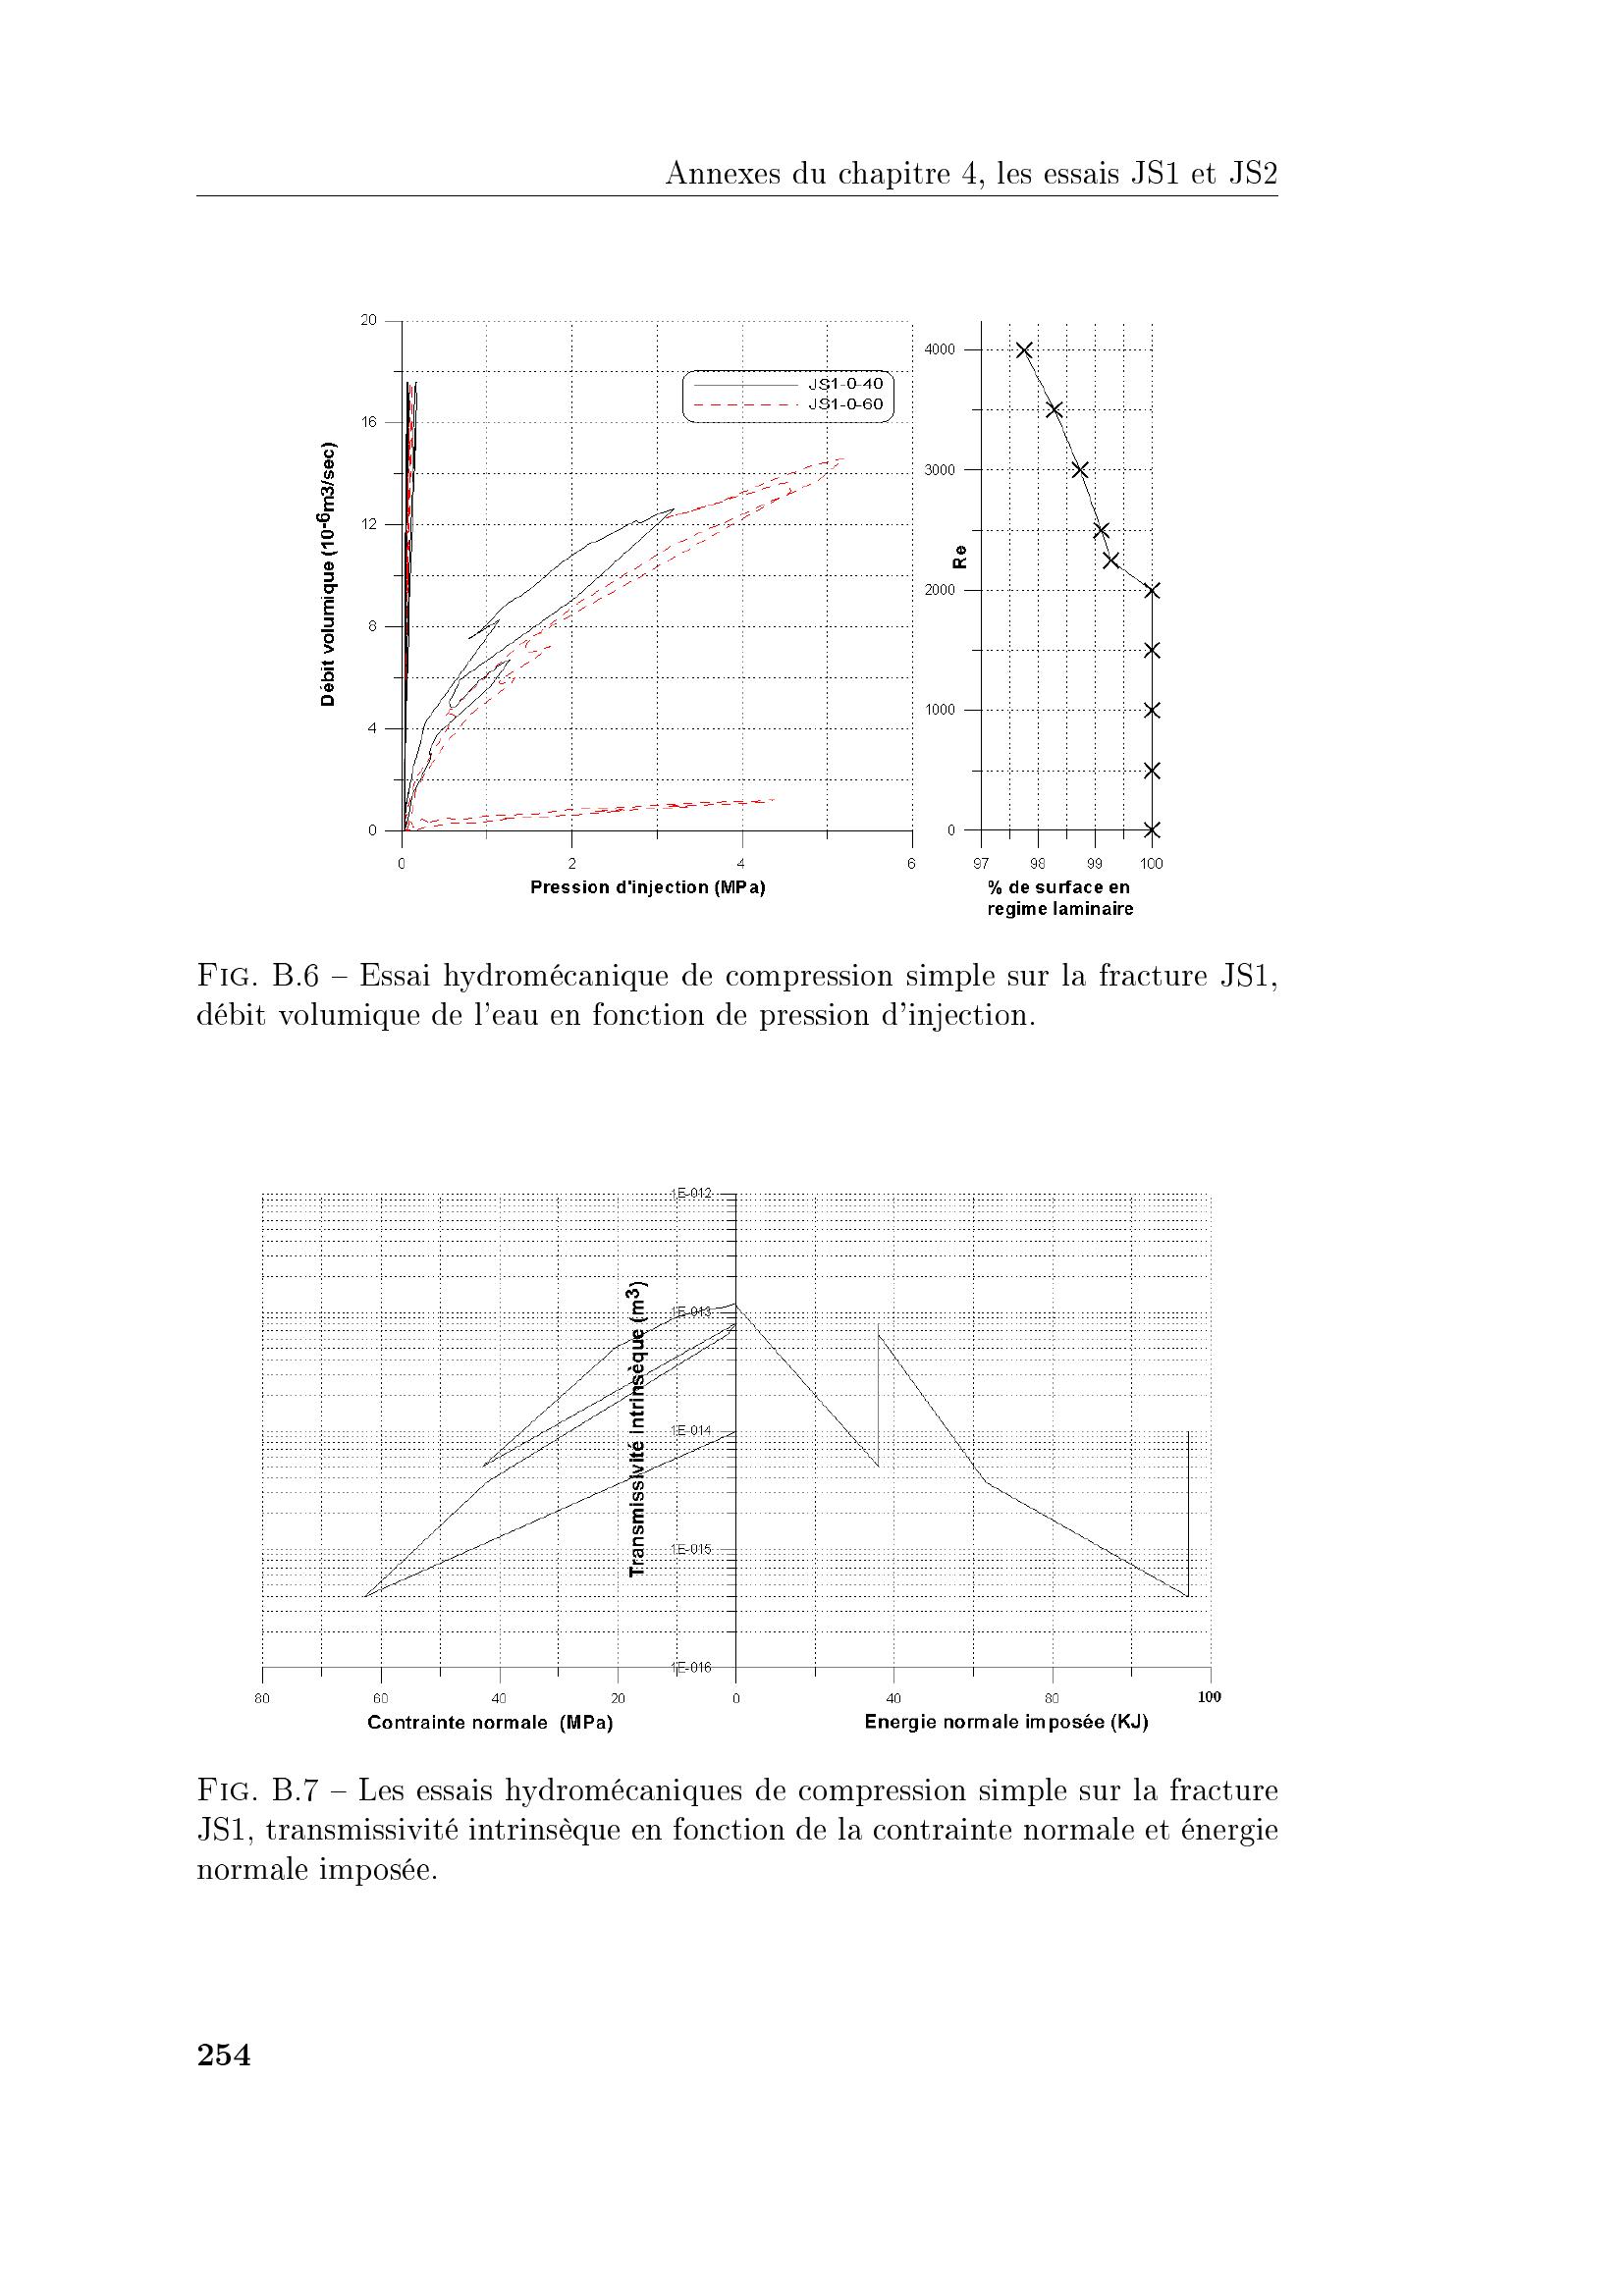 Annexes du chapitre 4, les essais JS1 et JS2
20
16
12
8
4
0
Débit volumique (10-6m3/sec)
JS1-0-40
JS1-0-60
0 2 4 6
Pression d'injection (MPa)
4000
3000
2000
1000
0
Re
97 98 99 100
% de surface en
regime laminaire
FIG. B.6 – Essai hydromécanique de compression simple sur la fracture JS1,
débit volumique de l'eau en fonction de pression d'injection.
1E-012
1E-013
1E-014
1E-015
1E-016
Transmissivité intrinsèque (m3)
80 60 40 20 0 40 80 100
Contrainte normale (MPa)
Energie normale imposée (KJ)
FIG. B.7 – Les essais hydromécaniques de compression simple sur la fracture
JS1, transmissivité intrinsèque en fonction de la contrainte normale et énergie
normale imposée.
254